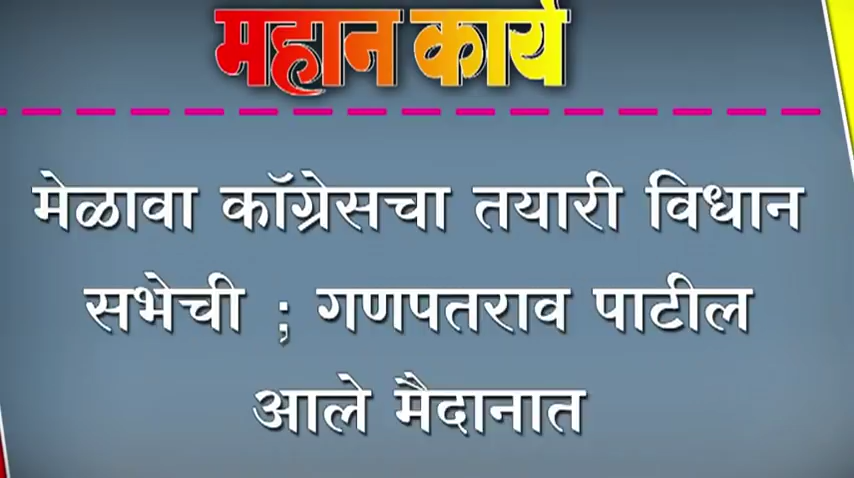 महान कार्य
मेळावा कॉग्रेसचा तयारी विधान
सभेची ; गणपतराव पाटील
आले मैदानात